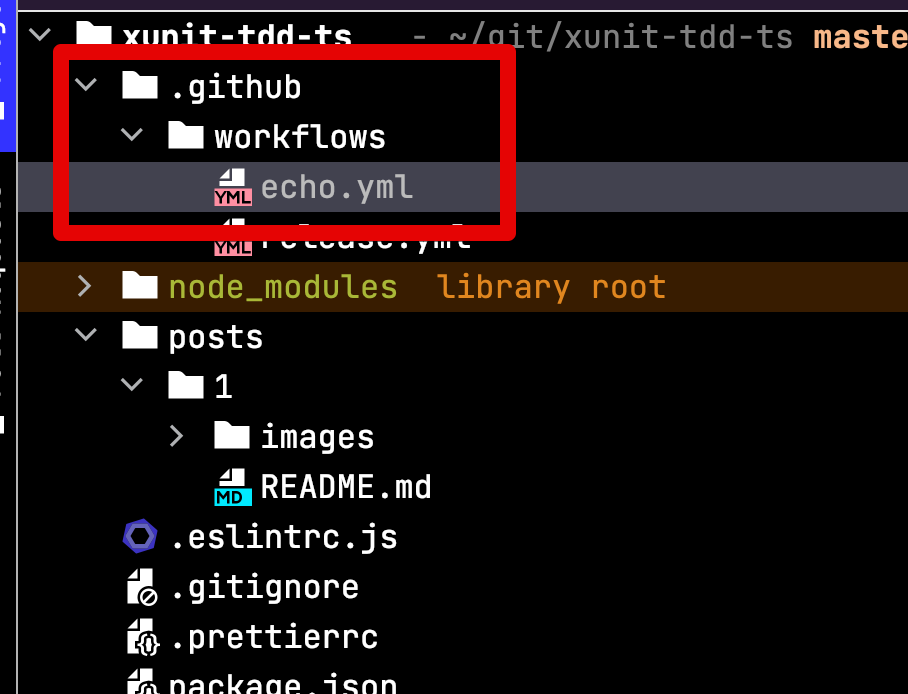 xunit-tdd-ts - ~/git/xunit-tdd-ts maste
.github
workflows
YML echo.yml
YML release.yml
node_modules library root
posts
1
images
MD README.md
.eslintrc.js
.gitignore
.prettierrc
package.json